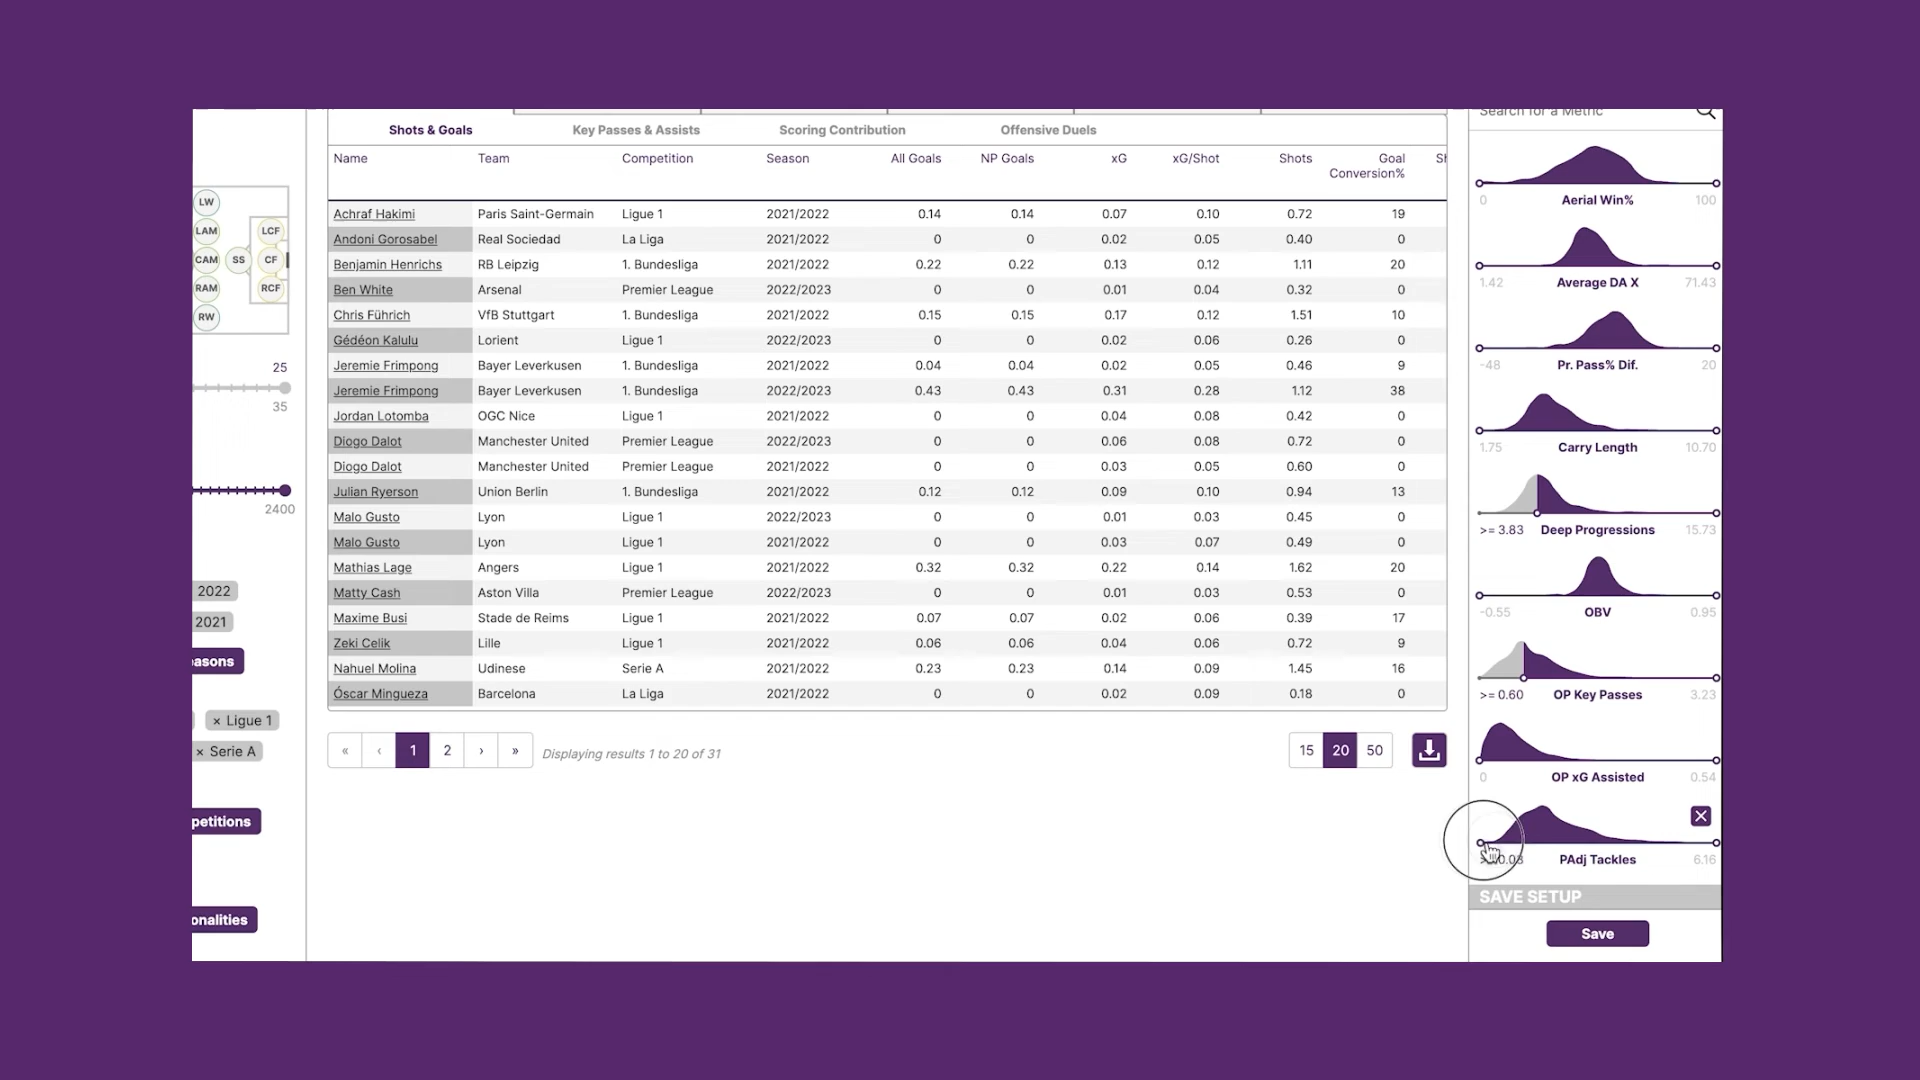 LW
LAM
CAM
RAM
RW
SS
LCF
CF
RCF
25
35
2400
2022
2021
easons
× Ligue 1
× Serie A
petitions
onalities
Shots & Goals Key Passes & Assists Scoring Contribution Offensive Duels
Name Team Competition Season All Goals NP Goals xG xG/Shot Shots Goal
Conversion%
Achraf Hakimi Paris Saint-Germain Ligue 1 2021/2022 0.14 0.14 0.07 0.10 0.72 19
Andoni Gorosabel Real Sociedad La Liga 2021/2022 0 0 0.02 0.05 0.40 0
Benjamin Henrichs RB Leipzig 1. Bundesliga 2021/2022 0.22 0.22 0.13 0.12 1.11 20
Ben White Arsenal Premier League 2022/2023 0 0 0.01 0.04 0.32 0
Chris Führich VfB Stuttgart 1. Bundesliga 2021/2022 0.15 0.15 0.17 0.12 1.51 10
Gédéon Kalulu Lorient Ligue 1 2022/2023 0 0 0.02 0.06 0.26 0
Jeremie Frimpong Bayer Leverkusen 1. Bundesliga 2021/2022 0.04 0.04 0.02 0.05 0.46 9
Jeremie Frimpong Bayer Leverkusen 1. Bundesliga 2022/2023 0.43 0.43 0.31 0.28 1.12 38
Jordan Lotomba OGC Nice Ligue 1 2021/2022 0 0 0.04 0.08 0.42 0
Diogo Dalot Manchester United Premier League 2022/2023 0 0 0.06 0.08 0.72 0
Diogo Dalot Manchester United Premier League 2021/2022 0 0 0.03 0.05 0.60 0
Julian Ryerson Union Berlin 1. Bundesliga 2021/2022 0.12 0.12 0.09 0.10 0.94 13
Malo Gusto Lyon Ligue 1 2022/2023 0 0 0.01 0.03 0.45 0
Malo Gusto Lyon Ligue 1 2021/2022 0 0 0.03 0.07 0.49 0
Mathias Lage Angers Ligue 1 2021/2022 0.32 0.32 0.22 0.14 1.62 20
Matty Cash Aston Villa Premier League 2022/2023 0 0 0.01 0.03 0.53 0
Maxime Busi Stade de Reims Ligue 1 2021/2022 0.07 0.07 0.02 0.06 0.39 17
Zeki Celik Lille Ligue 1 2021/2022 0.06 0.06 0.04 0.06 0.72 9
Nahuel Molina Udinese Serie A 2021/2022 0.23 0.23 0.14 0.09 1.45 16
Óscar Mingueza Barcelona La Liga 2021/2022 0 0 0.02 0.09 0.18 0
« ‹ 1 2 › » Displaying results 1 to 20 of 31 15 20 50
Search for a Metric
0 Aerial Win% 100
1.42 Average DA X 71.43
-48 Pr. Pass% Dif. 20
1.75 Carry Length 10.70
>= 3.83 Deep Progressions 15.73
-0.55 OBV 0.95
>= 0.60 OP Key Passes 3.23
0 OP xG Assisted 0.54
PAdj Tackles 6.16
SAVE SETUP
Save